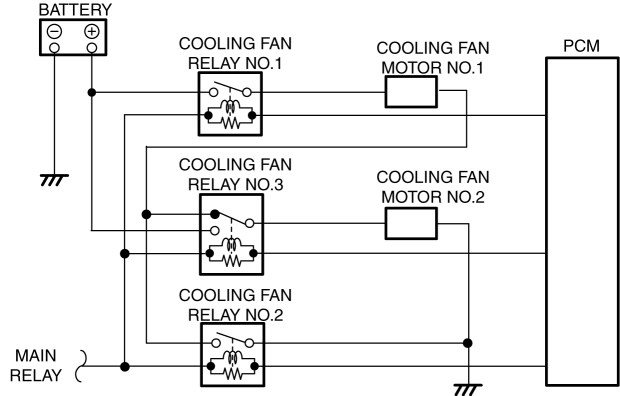 BATTERY
− +
COOLING FAN
RELAY NO.1
COOLING FAN
MOTOR NO.1
PCM
COOLING FAN
RELAY NO.3
COOLING FAN
MOTOR NO.2
COOLING FAN
RELAY NO.2
MAIN
RELAY